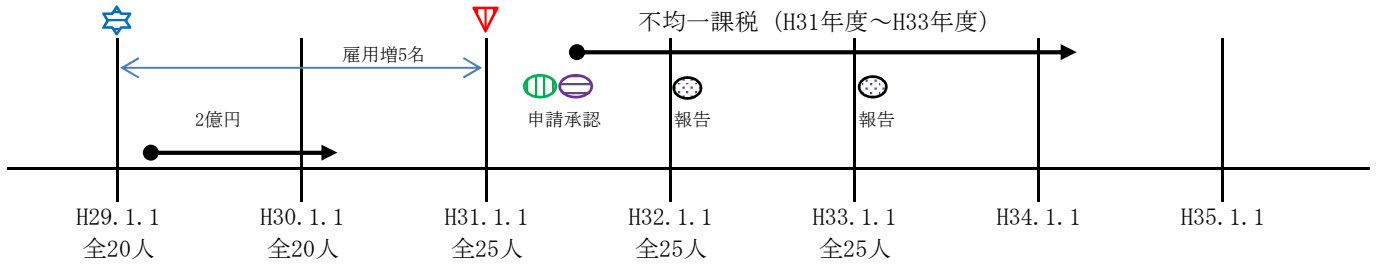 不均一課税（H31年度～H33年度）
雇用増5名
2億円
申請承認
報告
報告
H29.1.1
全20人
H30.1.1
全20人
H31.1.1
全25人
H32.1.1
全25人
H33.1.1
全25人
H34.1.1
H35.1.1